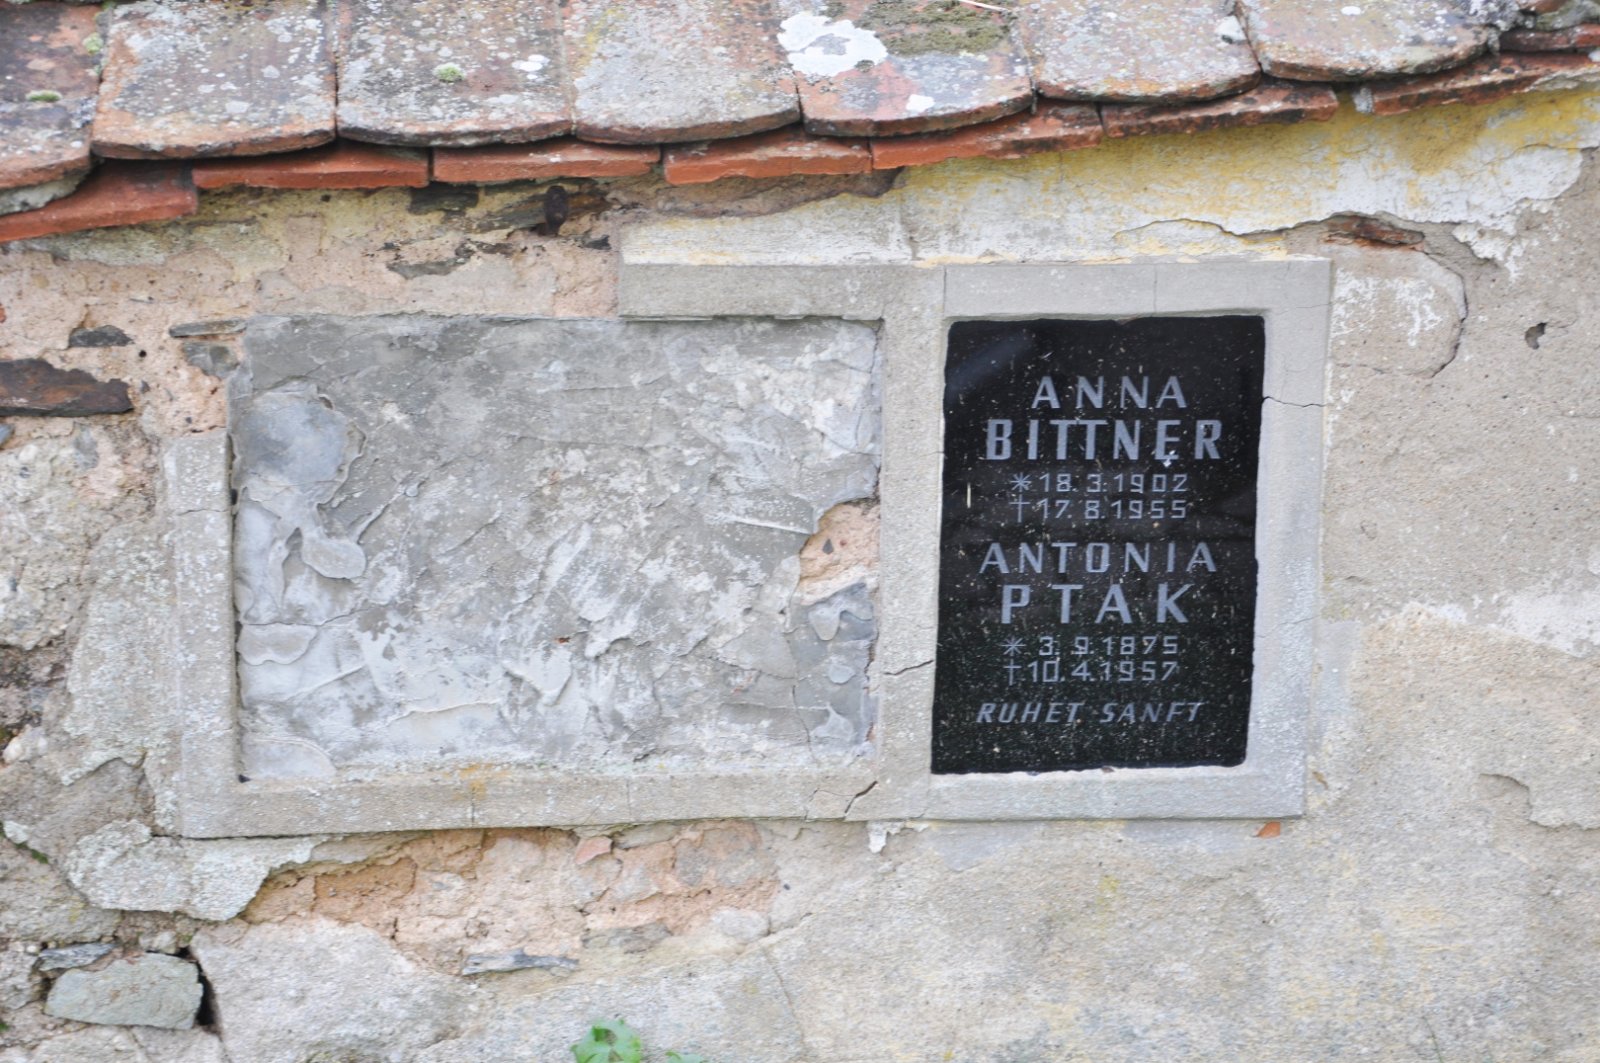 ANNA
BITTNER
* 18. 3. 1902
† 17. 8. 1955
ANTONIA
PTAK
* 3. 9. 1875
† 10. 4. 1957
RUHET SANFT